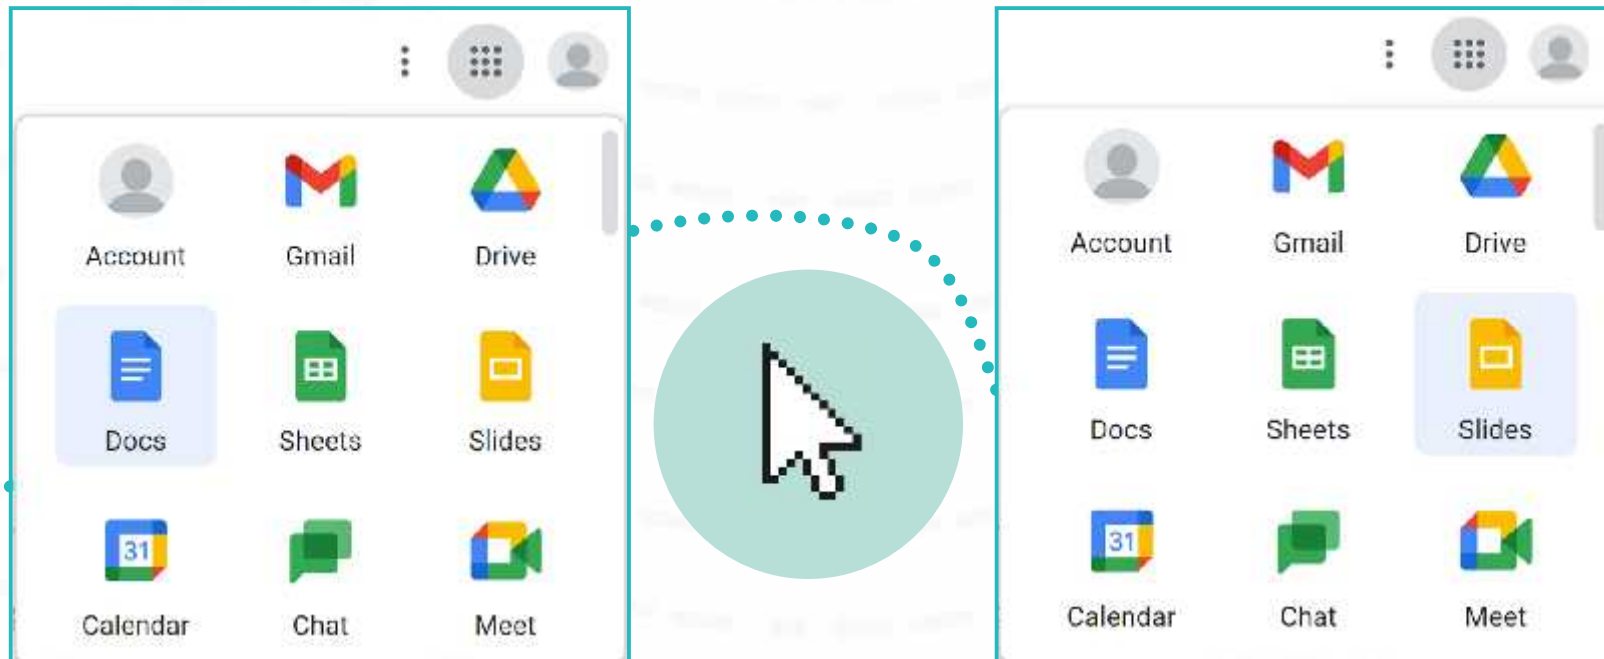 Account Gmail Drive
Docs Sheets Slides
31
Calendar Chat Meet
Account Gmail Drive
Docs Sheets Slides
31
Calendar Chat Meet